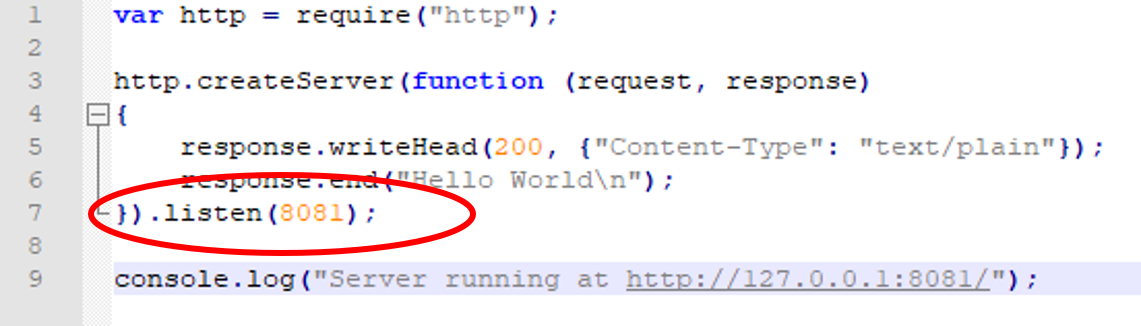 1 var http = require("http");
2
3 http.createServer(function (request, response)
4 {
5     response.writeHead(200, {"Content-Type": "text/plain"});
6     response.end("Hello World\n");
7 }).listen(8081);
8
9 console.log("Server running at http://127.0.0.1:8081/");